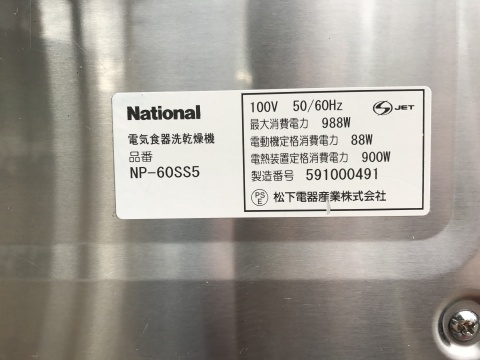 National
電気食器洗乾燥機
品番
NP-60SS5
100V 50/60Hz
JET
最大消費電力 988W
電動機定格消費電力 88W
電熱装置定格消費電力 900W
製造番号 591000491
PS E 松下電器産業株式会社